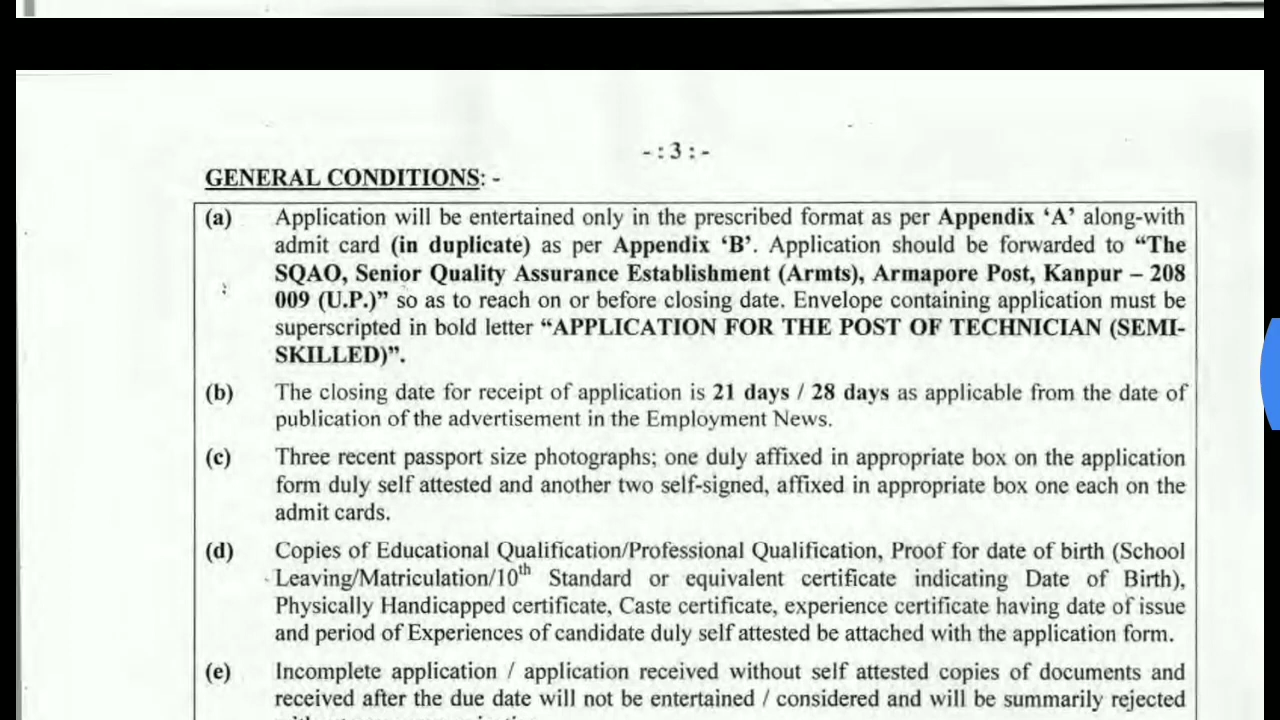 - : 3 : -
GENERAL CONDITIONS: -
(a) Application will be entertained only in the prescribed format as per Appendix ‘A’ along-with
admit card (in duplicate) as per Appendix ‘B’. Application should be forwarded to “The
SQAO, Senior Quality Assurance Establishment (Armts), Armapore Post, Kanpur – 208
009 (U.P.)” so as to reach on or before closing date. Envelope containing application must be
superscripted in bold letter “APPLICATION FOR THE POST OF TECHNICIAN (SEMI-
SKILLED)”.
(b) The closing date for receipt of application is 21 days / 28 days as applicable from the date of
publication of the advertisement in the Employment News.
(c) Three recent passport size photographs; one duly affixed in appropriate box on the application
form duly self attested and another two self-signed, affixed in appropriate box one each on the
admit cards.
(d) Copies of Educational Qualification/Professional Qualification, Proof for date of birth (School
Leaving/Matriculation/10th Standard or equivalent certificate indicating Date of Birth),
Physically Handicapped certificate, Caste certificate, experience certificate having date of issue
and period of Experiences of candidate duly self attested be attached with the application form.
(e) Incomplete application / application received without self attested copies of documents and
received after the due date will not be entertained / considered and will be summarily rejected